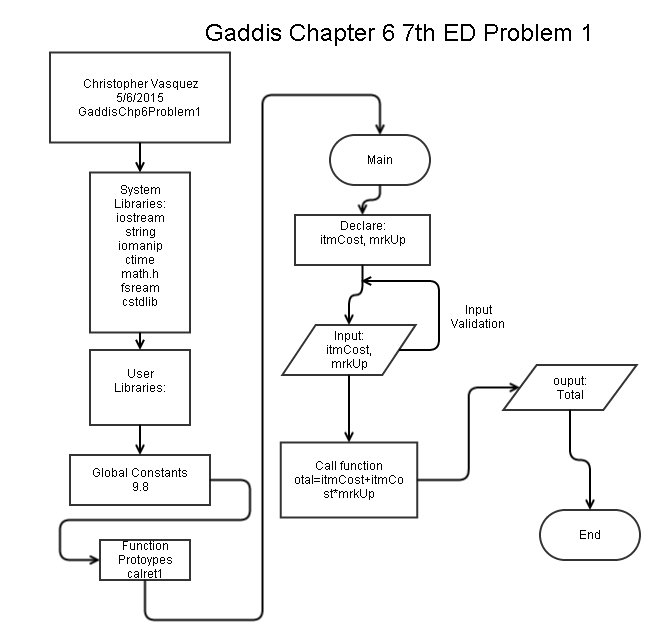 Gaddis Chapter 6 7th ED Problem 1
Christopher Vasquez
5/6/2015
GaddisChp6Problem1
System
Libraries:
iostream
string
iomanip
ctime
math.h
fsream
cstdlib
User
Libraries:
Global Constants
9.8
Function
Protoypes
calret1
Main
Declare:
itmCost, mrkUp
Input:
itmCost,
mrkUp
Input
Validation
Call function
otal=itmCost+itmCo
st*mrkUp
ouput:
Total
End